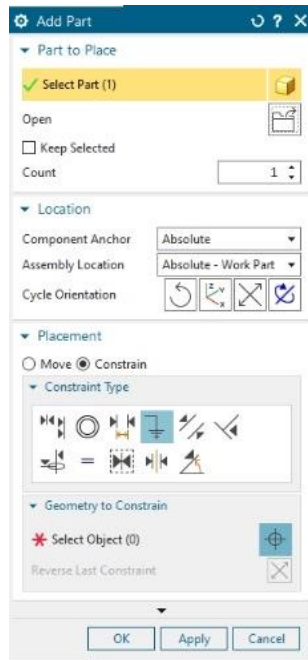 Add Part
Part to Place
Select Part (1)
Open
Keep Selected
Count 1
Location
Component Anchor Absolute
Assembly Location Absolute - Work Part
Cycle Orientation
Placement
Move Constrain
Constraint Type
Geometry to Constrain
Select Object (0)
Reverse Last Constraint
OK Apply Cancel